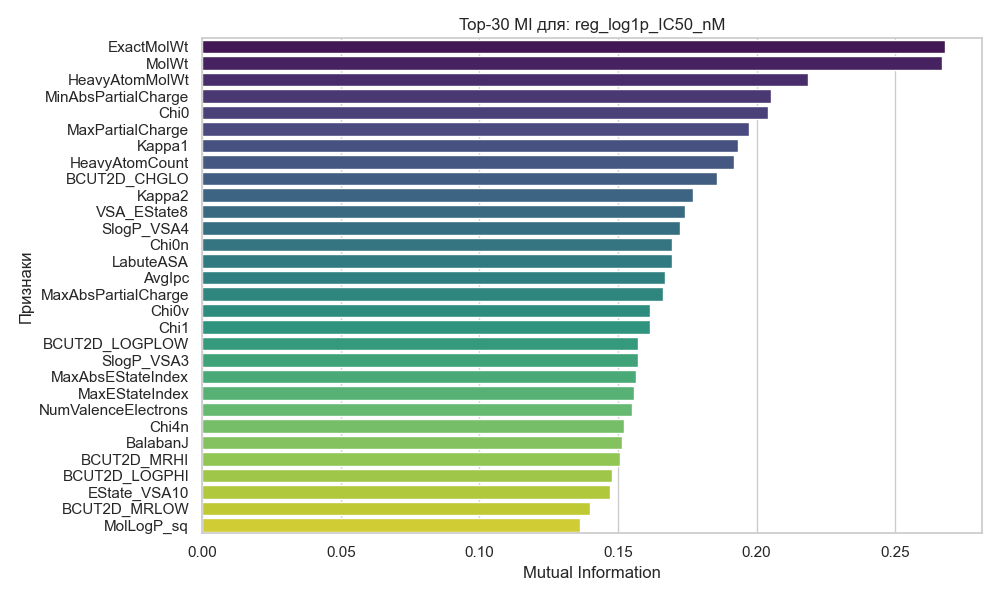 Top-30 MI для: reg_log1p_IC50_nM
Признаки
ExactMolWt
MolWt
HeavyAtomMolWt
MinAbsPartialCharge
Chi0
MaxPartialCharge
Kappa1
HeavyAtomCount
BCUT2D_CHGLO
Kappa2
VSA_EState8
SlogP_VSA4
Chi0n
LabuteASA
AvgIpc
MaxAbsPartialCharge
Chi0v
Chi1
BCUT2D_LOGPLOW
SlogP_VSA3
MaxAbsEStateIndex
MaxEStateIndex
NumValenceElectrons
Chi4n
BalabanJ
BCUT2D_MRHI
BCUT2D_LOGPHI
EState_VSA10
BCUT2D_MRLOW
MolLogP_sq
0.00 0.05 0.10 0.15 0.20 0.25
Mutual Information